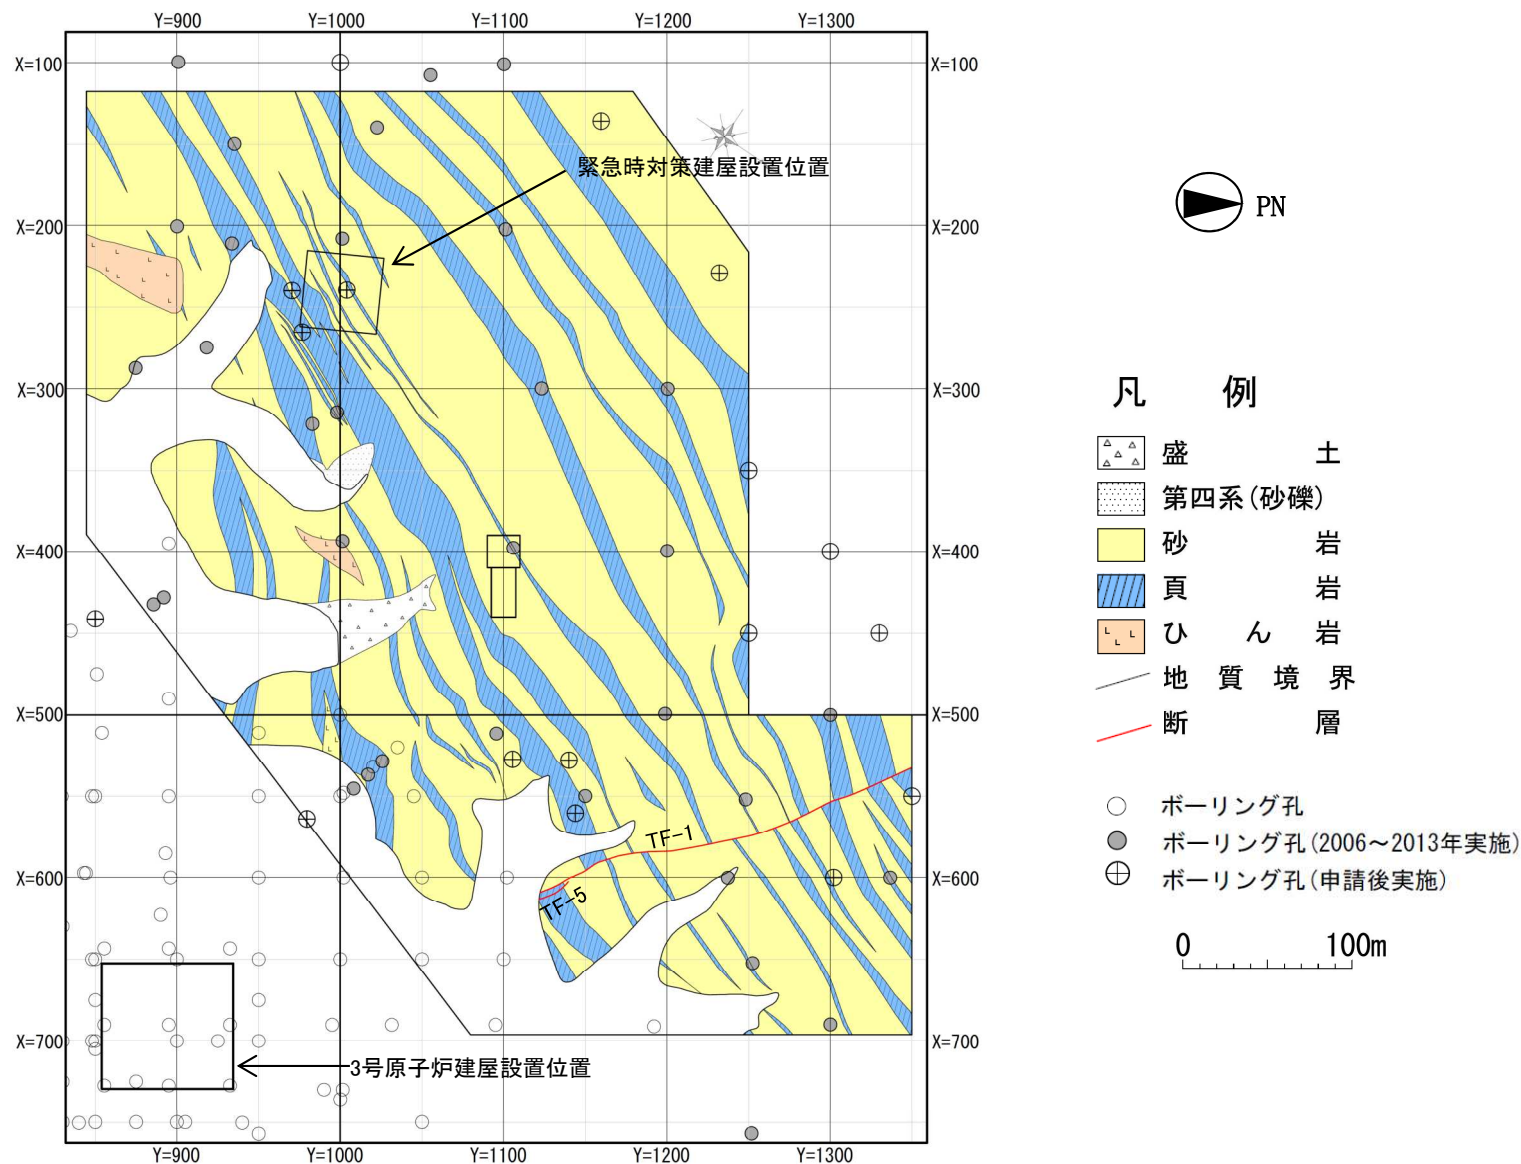 Y=900 Y=1000 Y=1100 Y=1200 Y=1300
X=100 X=100
緊急時対策建屋設置位置
X=200 X=200
PN
X=300 X=300
凡 例
盛 土
第四系(砂礫)
砂 岩
X=400 X=400
頁 岩
ひ ん 岩
地 質 境 界
X=500 X=500
断 層
ボーリング孔
TF-1
ボーリング孔(2006～2013年実施)
X=600 X=600
ボーリング孔(申請後実施)
TF-5
0 100m
X=700 X=700
3号原子炉建屋設置位置
Y=900 Y=1000 Y=1100 Y=1200 Y=1300